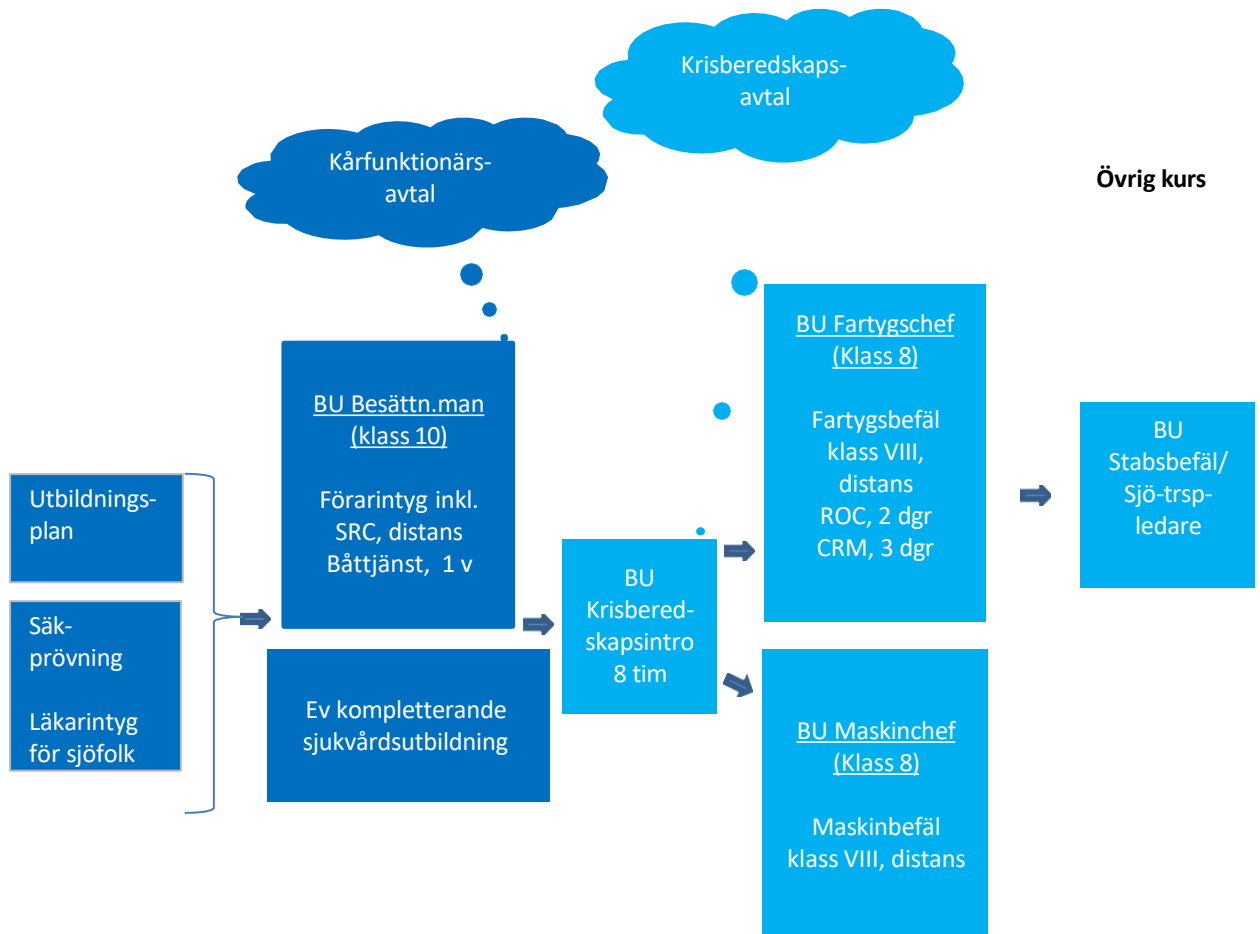 Krisberedskaps-
avtal
Kårfunktionärs-
avtal
Övrig kurs
Utbildnings-
plan
Säk-
prövning
Läkarintyg
för sjöfolk
BU Besättn.man
(klass 10)
Förarintyg inkl.
SRC, distans
Båttjänst, 1 v
Ev kompletterande
sjukvårdsutbildning
BU
Krisbered-
skapsintro
8 tim
BU Fartygschef
(Klass 8)
Fartygsbefäl
klass VIII,
distans
ROC, 2 dgr
CRM, 3 dgr
BU Maskinchef
(Klass 8)
Maskinbefäl
klass VIII, distans
BU
Stabsbefäl/
Sjö-trsp-
ledare